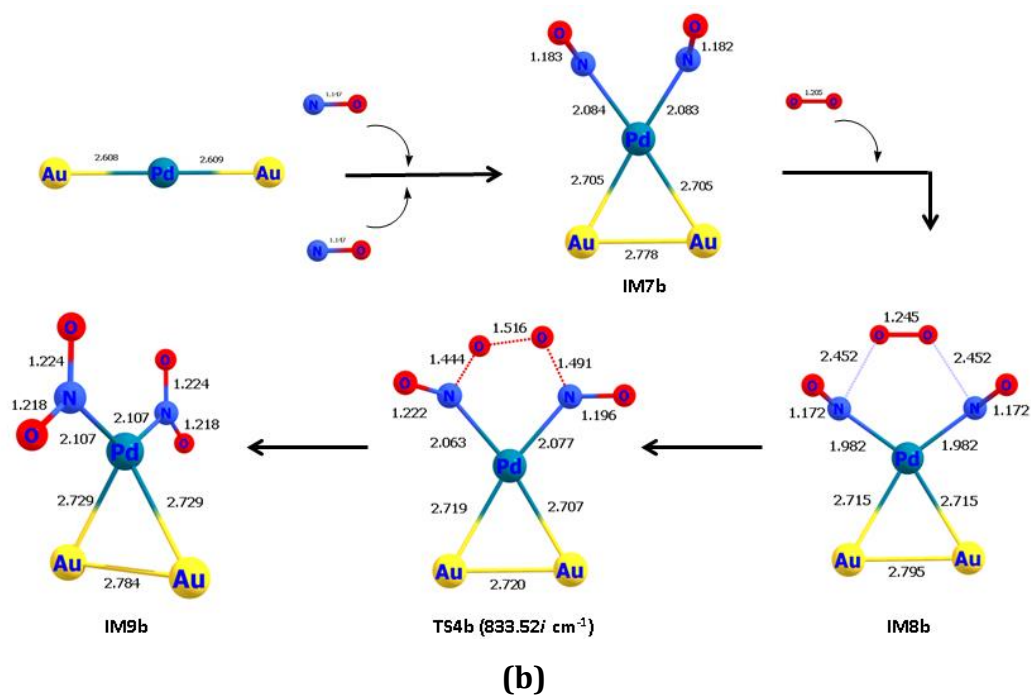 N 1.147 O
1.205
O O
Au 2.608 Pd 2.609 Au
N 1.147 O
O O
1.183 N N 1.182
2.084 2.083
Pd
2.705 2.705
Au Au
2.778
IM7b
O
O
1.224
1.224
N N
1.218 2.107 1.218
O 2.107 O
Pd
2.729 2.729
Au Au
2.784
IM9b
1.516
O O
1.444 1.491
O N N O
1.222 1.196
2.063 2.077
Pd
2.719 2.707
Au Au
2.720
TS4b (833.52i cm-1)
1.245
O O
2.452 2.452
O O
1.172 N N 1.172
1.982 1.982
Pd
2.715 2.715
Au Au
2.795
IM8b
(b)